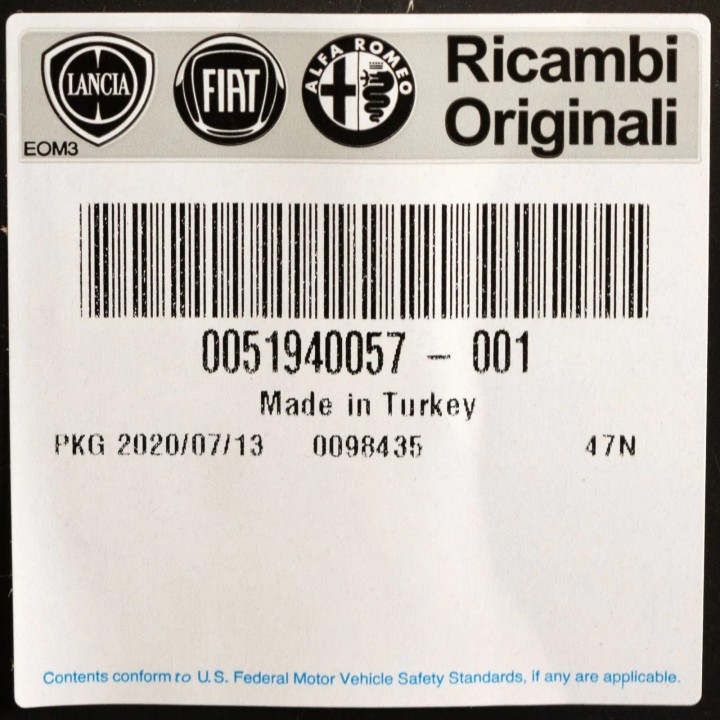 LANCIA FIAT ALFA ROMEO Ricambi
Originali
EOM3
0051940057 - 001
Made in Turkey
PKG 2020/07/13 0098435 47N
Contents conform to U.S. Federal Motor Vehicle Safety Standards, if any are applicable.